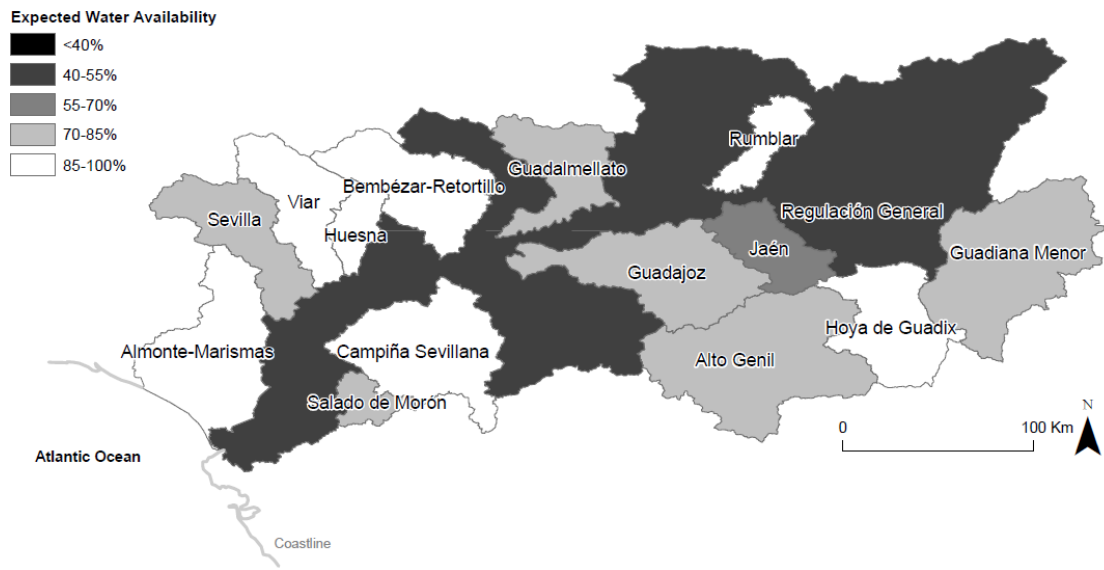 Expected Water Availability
<40%
40-55%
55-70%
70-85%
85-100%
Rumblar
Guadalmellato
Bembézar-Retortillo
Viar
Sevilla
Regulación General
Huesna
Jaén
Guadiana Menor
Guadajoz
Hoya de Guadix
Almonte-Marismas
Campiña Sevillana
Alto Genil
Salado de Morón
N
0
100 Km
Atlantic Ocean
Coastline